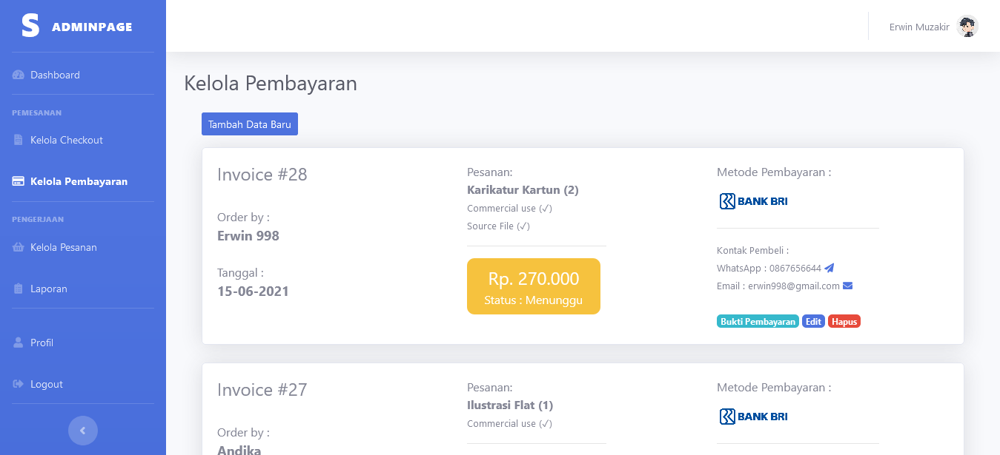 S ADMINPAGE
Dashboard
PEMESANAN
Kelola Checkout
Kelola Pembayaran
PENGERJAAN
Kelola Pesanan
Laporan
Profil
Logout
Erwin Muzakir
Kelola Pembayaran
Tambah Data Baru
Invoice #28
Order by :
Erwin 998
Tanggal :
15-06-2021
Pesanan:
Karikatur Kartun (2)
Commercial use (✓)
Source File (✓)
Rp. 270.000
Status : Menunggu
Metode Pembayaran :
BANK BRI
Kontak Pembeli :
WhatsApp : 0867656644
Email : erwin998@gmail.com
Bukti Pembayaran Edit Hapus
Invoice #27
Order by :
Andika
Pesanan:
Ilustrasi Flat (1)
Commercial use (✓)
Metode Pembayaran :
BANK BRI